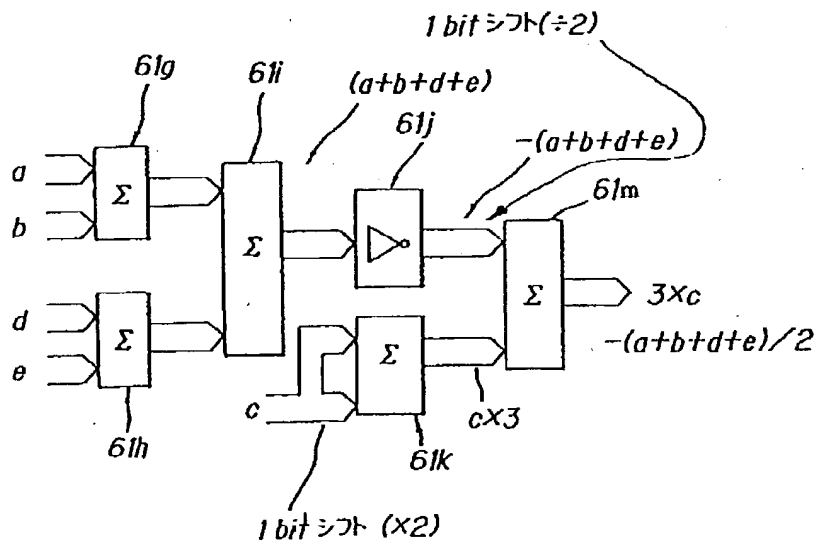 1 bit シフト(÷2)
61g
61i
(a+b+d+e)
61j
-(a+b+d+e)
61m
a
b
Σ
Σ
Σ
3×c
-(a+b+d+e)/2
d
e
Σ
Σ
c
c×3
61h
61k
1 bit シフト (×2)